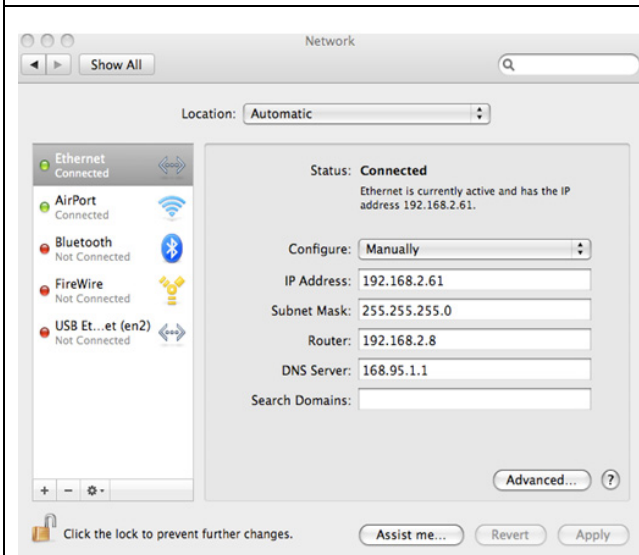 Network
Show All
Location: Automatic
Ethernet
Connected
AirPort
Connected
Bluetooth
Not Connected
FireWire
Not Connected
USB Et...et (en2)
Not Connected
Status: Connected
Ethernet is currently active and has the IP
address 192.168.2.61.
Configure: Manually
IP Address: 192.168.2.61
Subnet Mask: 255.255.255.0
Router: 192.168.2.8
DNS Server: 168.95.1.1
Search Domains:
Advanced... ?
+ −
Click the lock to prevent further changes.
Assist me... Revert Apply